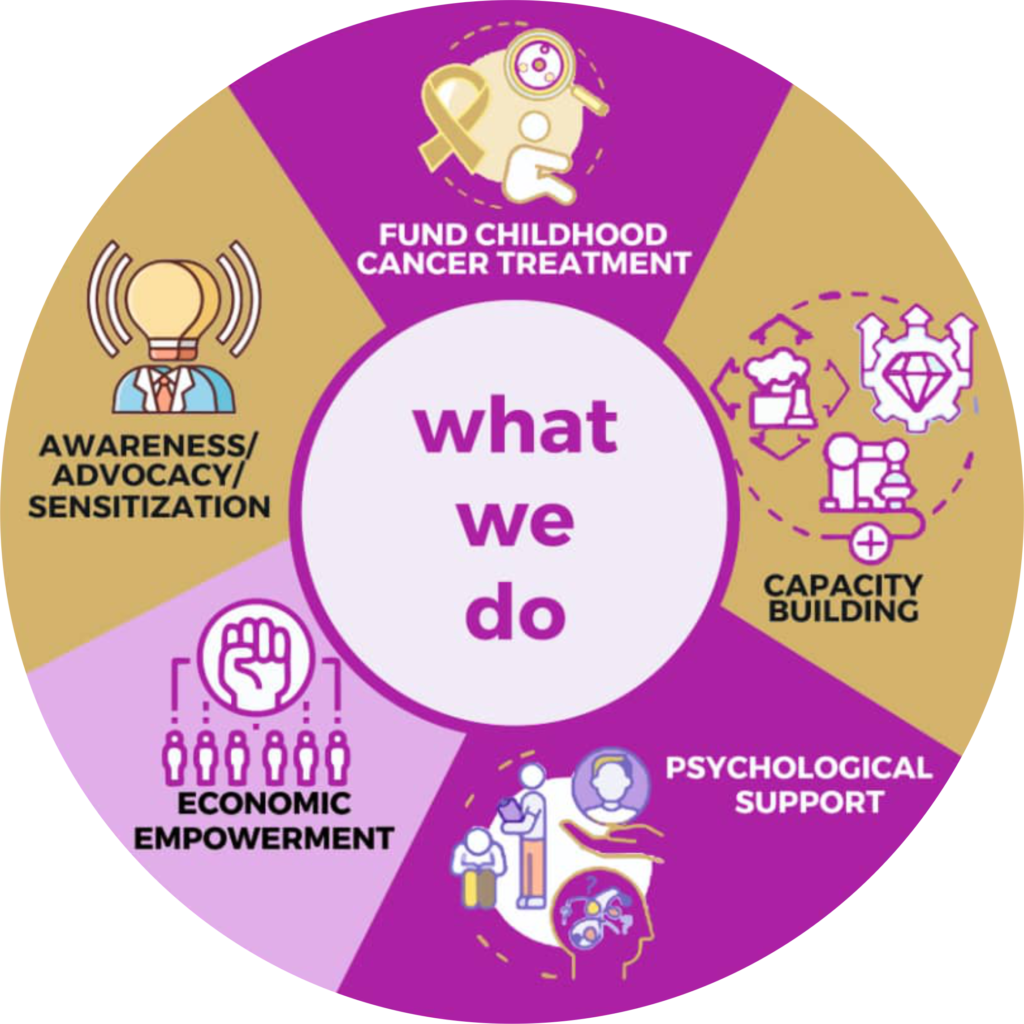 FUND CHILDHOOD
CANCER TREATMENT
AWARENESS/
ADVOCACY/
SENSITIZATION
what
we
do
CAPACITY
BUILDING
ECONOMIC
EMPOWERMENT
PSYCHOLOGICAL
SUPPORT